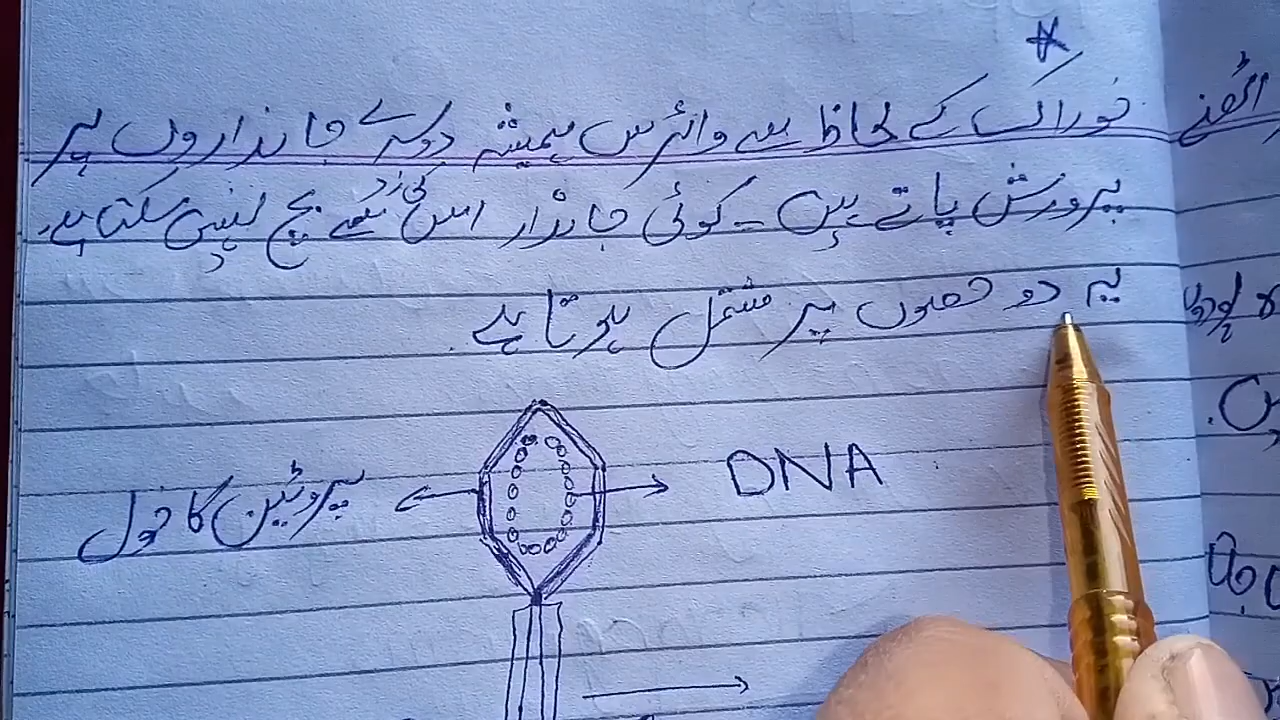 خوراک کے لحاظ سے وائرس ہمیشہ دوسرے جانداروں پر
پرورش پاتے ہیں - کوئی جاندار اس کی زد سے بچ نہیں سکتا ہے
یہ دو حصوں پر مشتمل ہوتا ہے
DNA
پروٹین کا خول